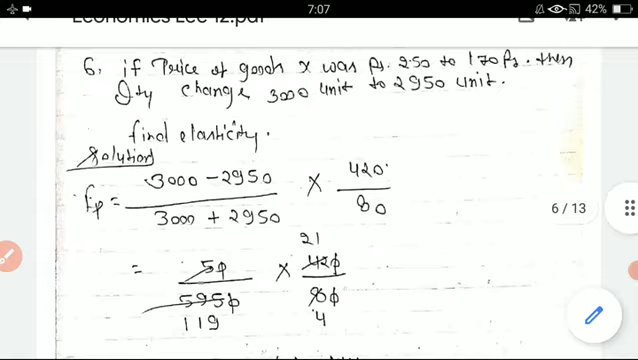 7:07
42%
Economics Lec 12.pdf
6. if Price of goods x was ps. 250 to 170 ps. then
Qty change 3000 unit to 2950 unit.
find elasticity.
Solution
Ep = 3000 - 2950 / 3000 + 2950 × 420 / 80
6 / 13
21
= 50 / 5950 × 420 / 80
119 4